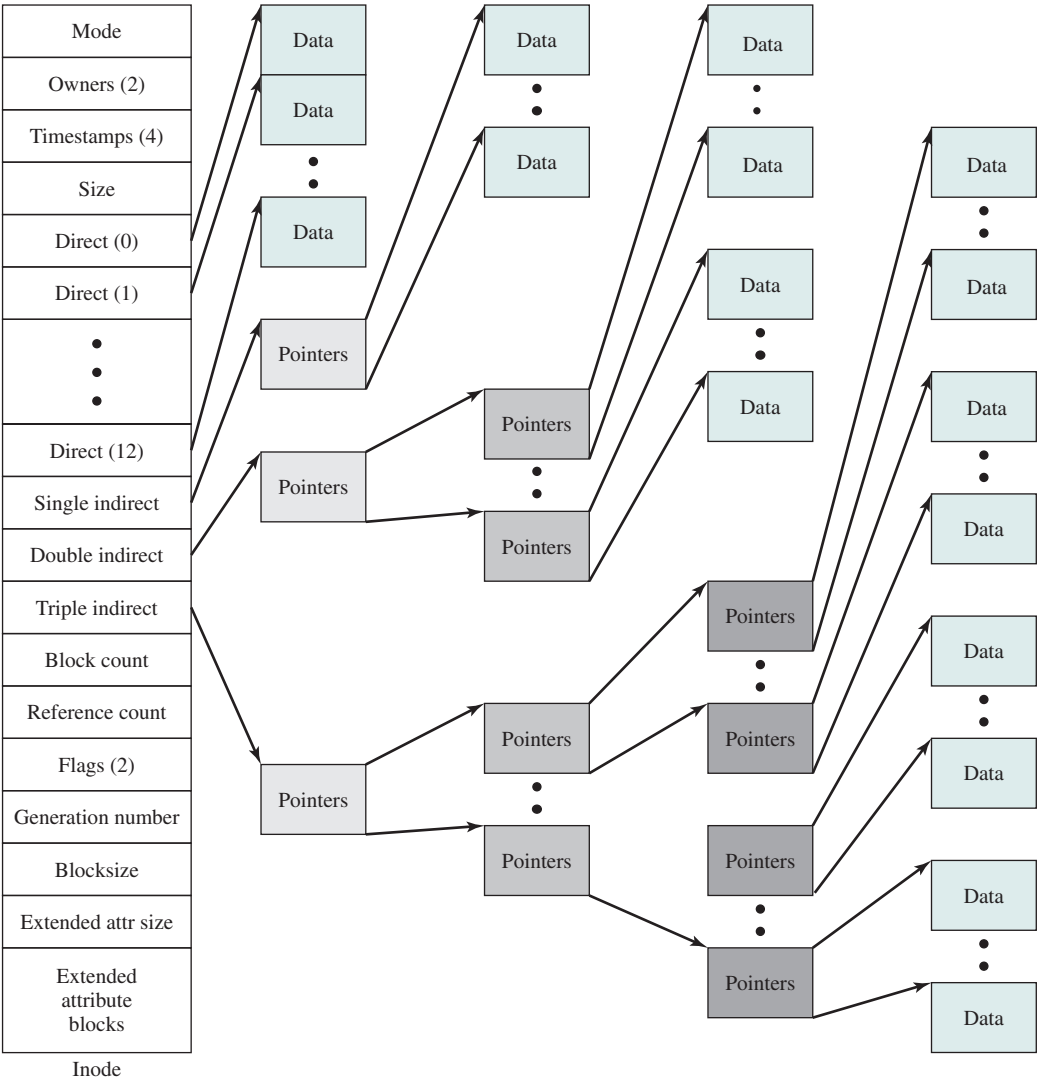 Mode
Owners (2)
Timestamps (4)
Size
Direct (0)
Direct (1)
Direct (12)
Single indirect
Double indirect
Triple indirect
Block count
Reference count
Flags (2)
Generation number
Blocksize
Extended attr size
Extended
attribute
blocks
Inode
Data
Data
Data
Pointers
Pointers
Pointers
Data
Data
Pointers
Pointers
Pointers
Pointers
Data
Data
Data
Data
Pointers
Pointers
Pointers
Pointers
Data
Data
Data
Data
Data
Data
Data
Data